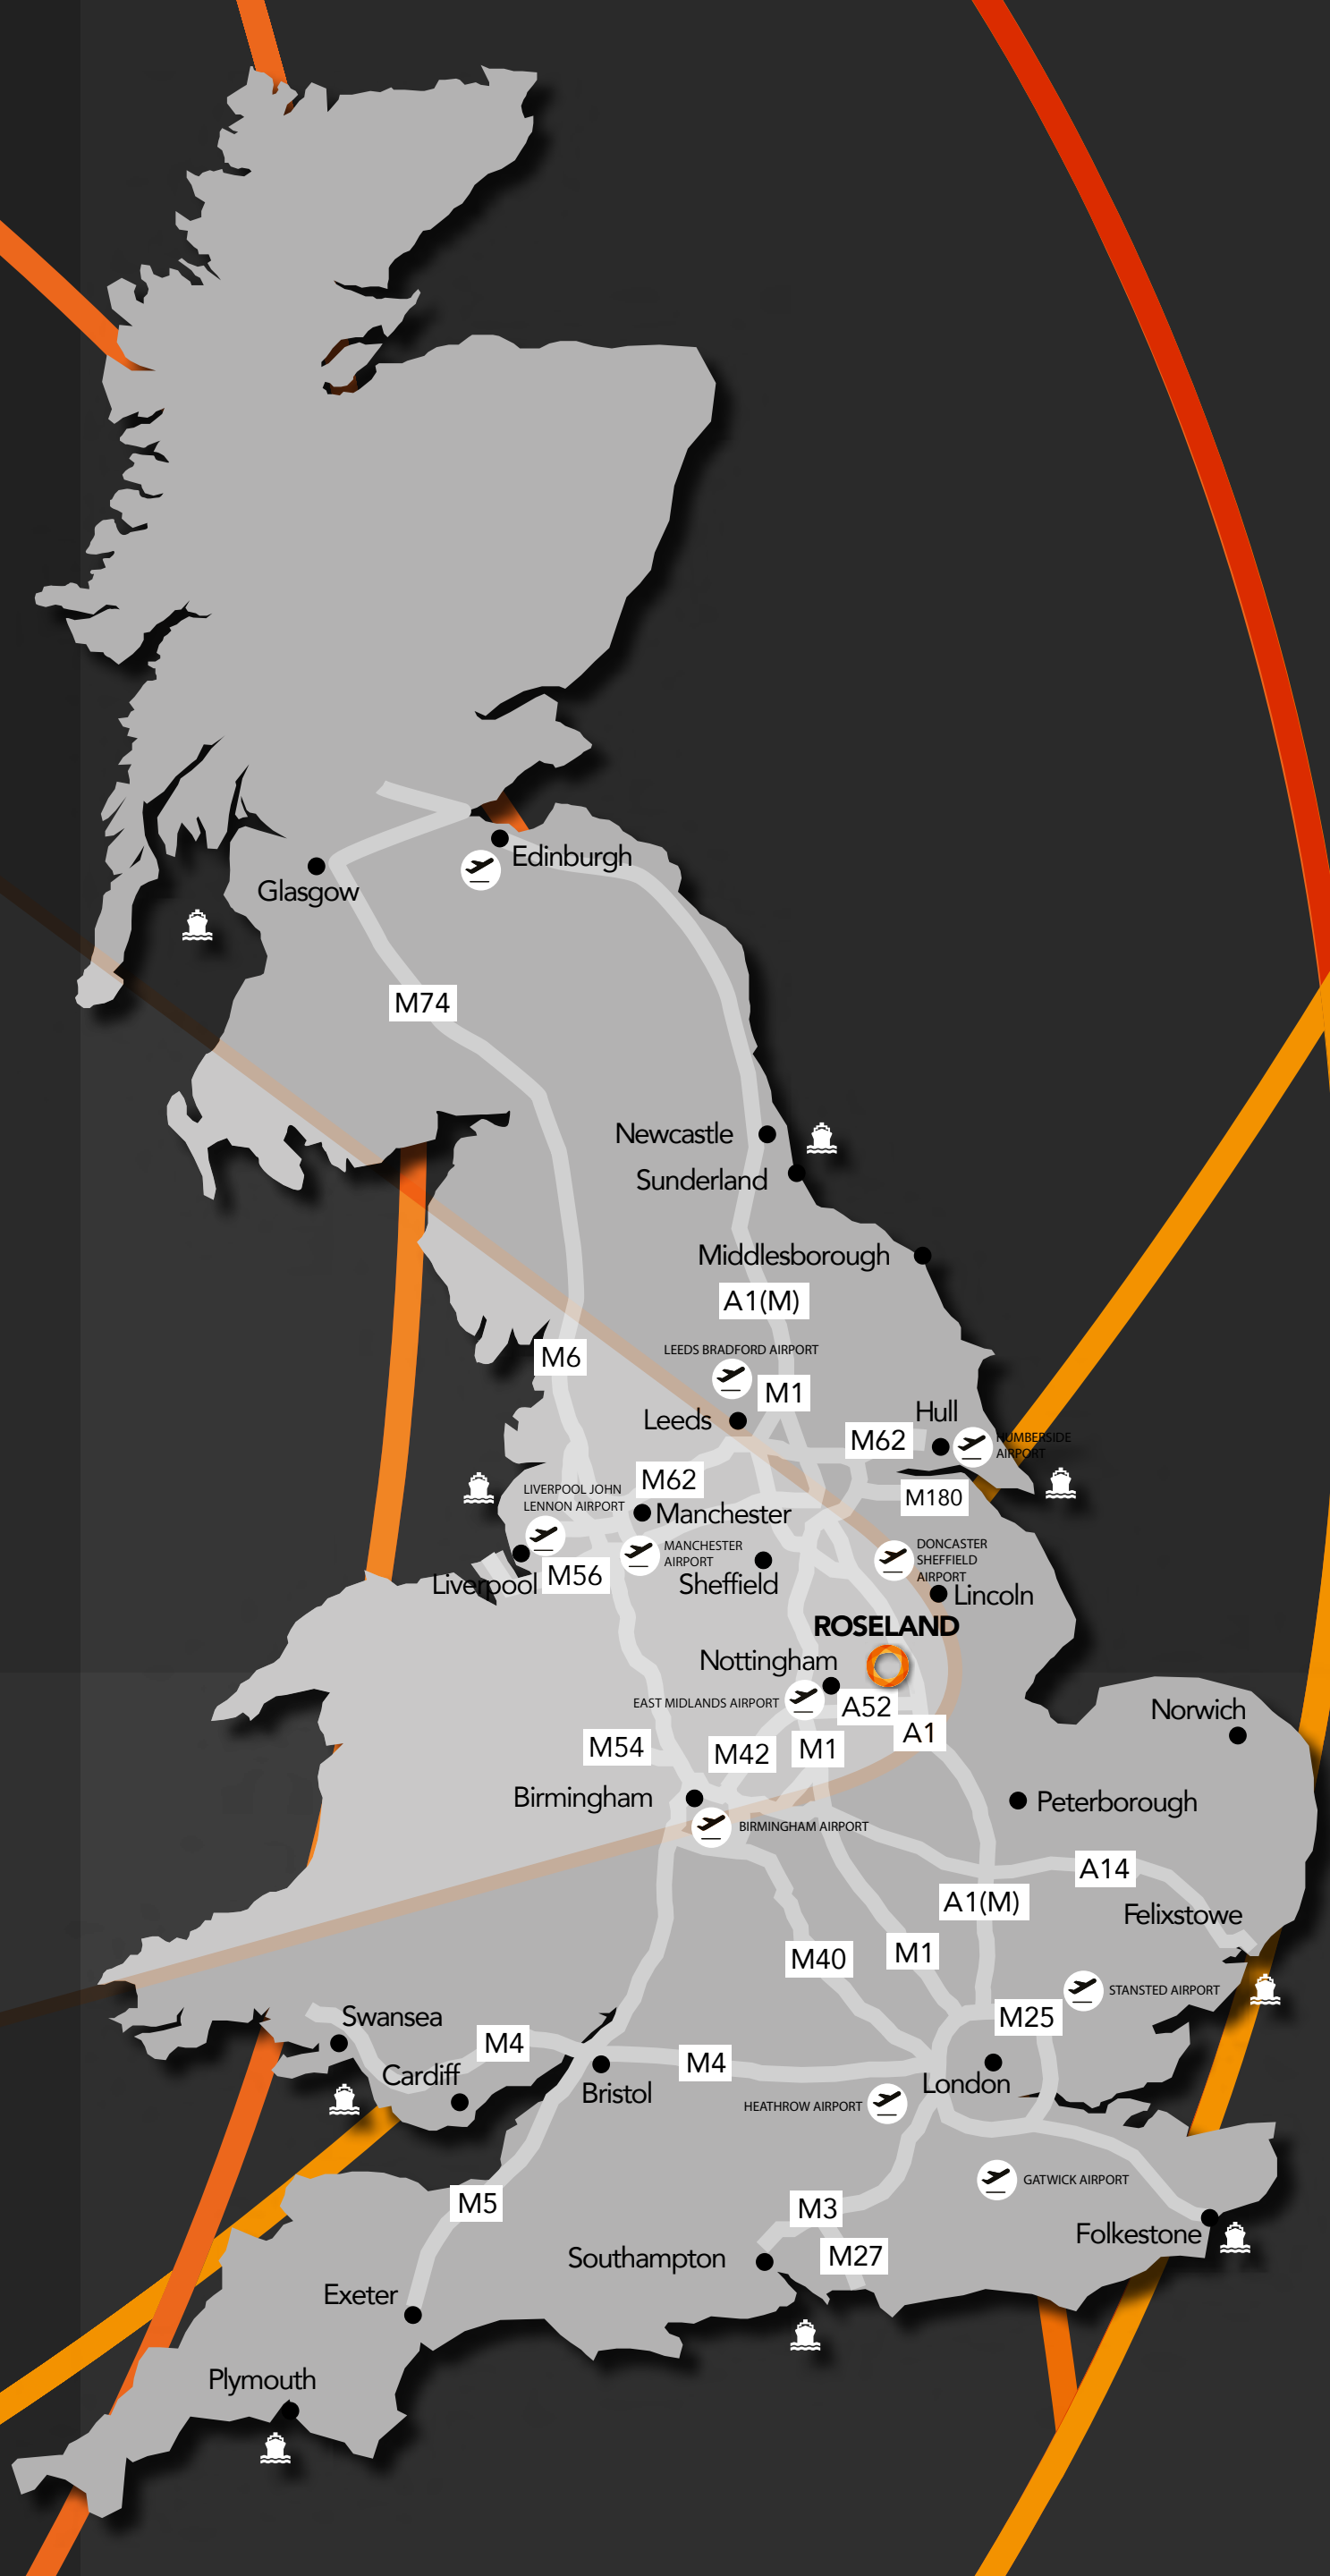 Edinburgh
Glasgow
M74
Newcastle
Sunderland
Middlesborough
A1(M)
LEEDS BRADFORD AIRPORT
M6
M1
Leeds
Hull
M62
HUMBERSIDE
AIRPORT
M62
LIVERPOOL JOHN
LENNON AIRPORT
M180
Manchester
MANCHESTER
AIRPORT
DONCASTER
SHEFFIELD
AIRPORT
Liverpool
M56
Sheffield
Lincoln
ROSELAND
Nottingham
EAST MIDLANDS AIRPORT
A52
Norwich
A1
M54
M42
M1
Birmingham
Peterborough
BIRMINGHAM AIRPORT
A14
A1(M)
Felixstowe
M40
M1
STANSTED AIRPORT
Swansea
M25
M4
M4
Cardiff
Bristol
London
HEATHROW AIRPORT
GATWICK AIRPORT
M5
M3
Folkestone
Southampton
M27
Exeter
Plymouth